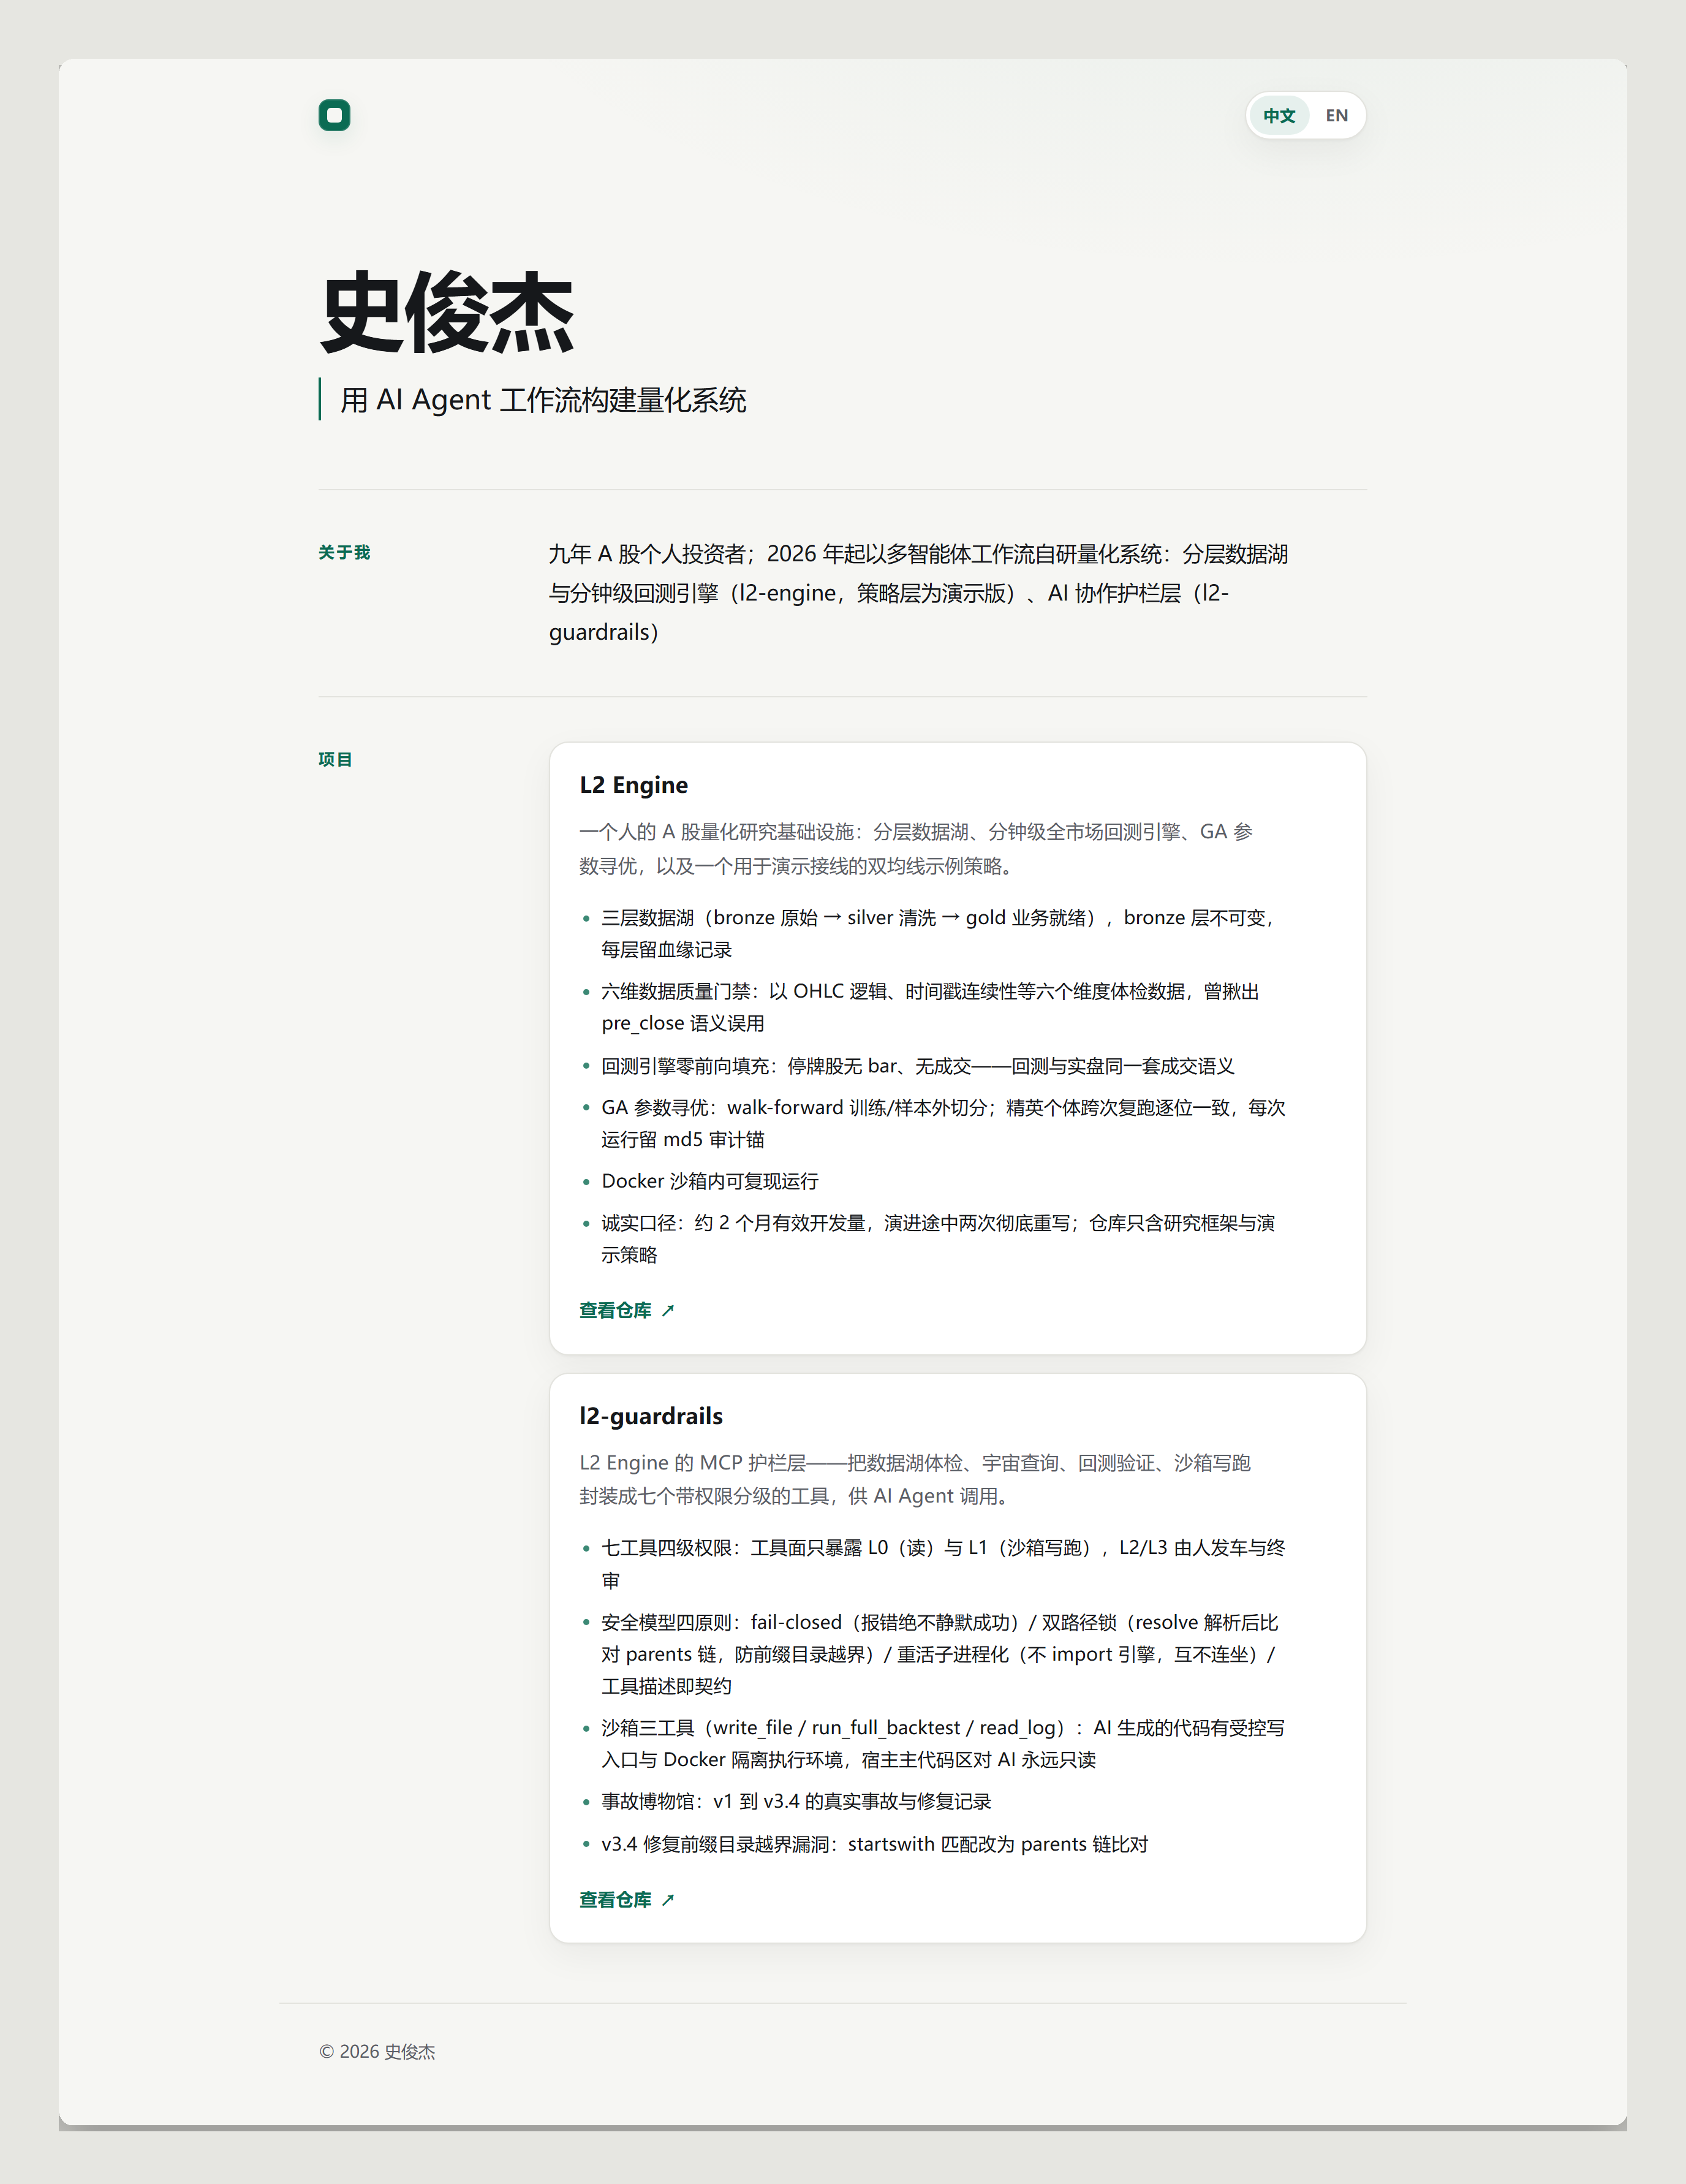 中文 EN
史俊杰
用 AI Agent 工作流构建量化系统
关于我
九年 A 股个人投资者；2026 年起以多智能体工作流自研量化系统：分层数据湖
与分钟级回测引擎（l2-engine，策略层为演示版）、AI 协作护栏层（l2-
guardrails）
项目
L2 Engine
一个人的 A 股量化研究基础设施：分层数据湖、分钟级全市场回测引擎、GA 参
数寻优，以及一个用于演示接线的双均线示例策略。
• 三层数据湖（bronze 原始 → silver 清洗 → gold 业务就绪），bronze 层不可变，
每层留血缘记录
• 六维数据质量门禁：以 OHLC 逻辑、时间戳连续性等六个维度体检数据，曾揪出
pre_close 语义误用
• 回测引擎零前向填充：停牌股无 bar、无成交——回测与实盘同一套成交语义
• GA 参数寻优：walk-forward 训练/样本外切分；精英个体跨次复跑逐位一致，每次
运行留 md5 审计锚
• Docker 沙箱内可复现运行
• 诚实口径：约 2 个月有效开发量，演进途中两次彻底重写；仓库只含研究框架与演
示策略
查看仓库 ↗
l2-guardrails
L2 Engine 的 MCP 护栏层——把数据湖体检、宇宙查询、回测验证、沙箱写跑
封装成七个带权限分级的工具，供 AI Agent 调用。
• 七工具四级权限：工具面只暴露 L0（读）与 L1（沙箱写跑），L2/L3 由人发车与终
审
• 安全模型四原则：fail-closed（报错绝不静默成功）/ 双路径锁（resolve 解析后比
对 parents 链，防前缀目录越界）/ 重活子进程化（不 import 引擎，互不连坐）/
工具描述即契约
• 沙箱三工具（write_file / run_full_backtest / read_log）：AI 生成的代码有受控写
入口与 Docker 隔离执行环境，宿主主代码区对 AI 永远只读
• 事故博物馆：v1 到 v3.4 的真实事故与修复记录
• v3.4 修复前缀目录越界漏洞：startswith 匹配改为 parents 链比对
查看仓库 ↗
© 2026 史俊杰